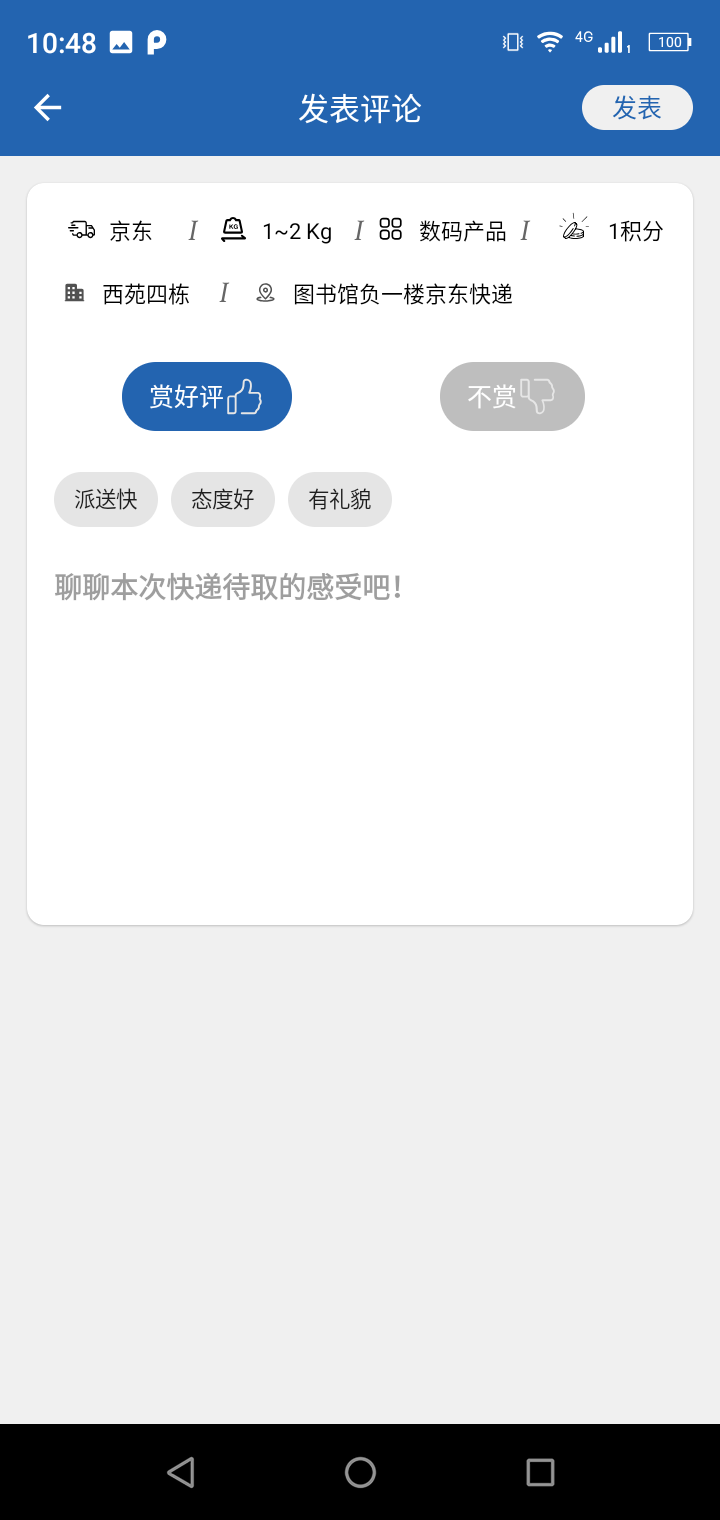 10:48 4G 1 100
发表评论 发表
京东 I KG 1~2 Kg I 数码产品 I 1积分
西苑四栋 I 图书馆负一楼京东快递
赏好评 不赏
派送快 态度好 有礼貌
聊聊本次快递待取的感受吧!